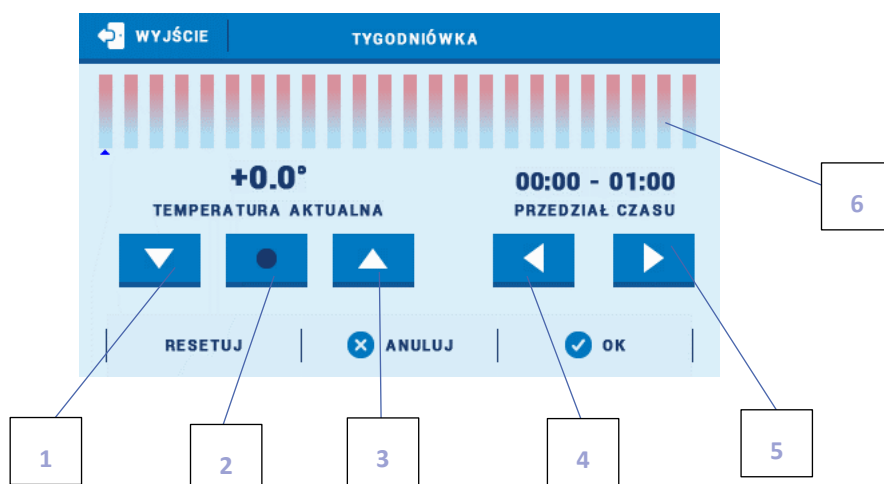 WYJŚCIE
TYGODNIÓWKA
+0.0°
00:00 - 01:00
TEMPERATURA AKTUALNA
PRZEDZIAŁ CZASU
6
RESETUJ
ANULUJ
OK
1
2
3
4
5